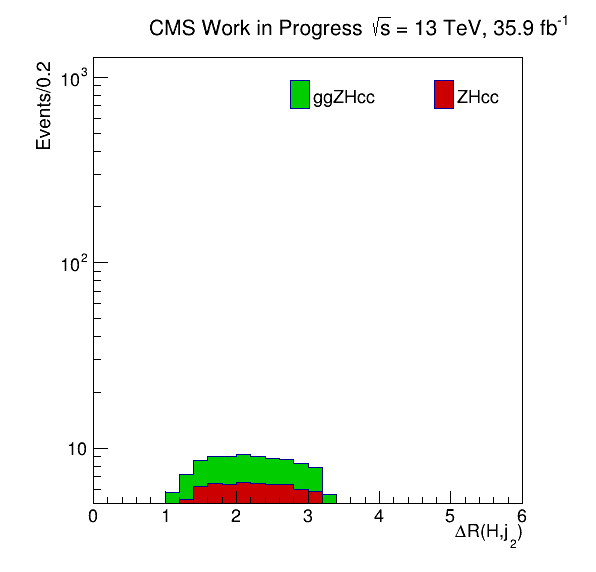 CMS Work in Progress √s = 13 TeV, 35.9 fb⁻¹
Events/0.2
10³
ggZHcc ZHcc
10²
10
0 1 2 3 4 5 6
ΔR(H,j₂)